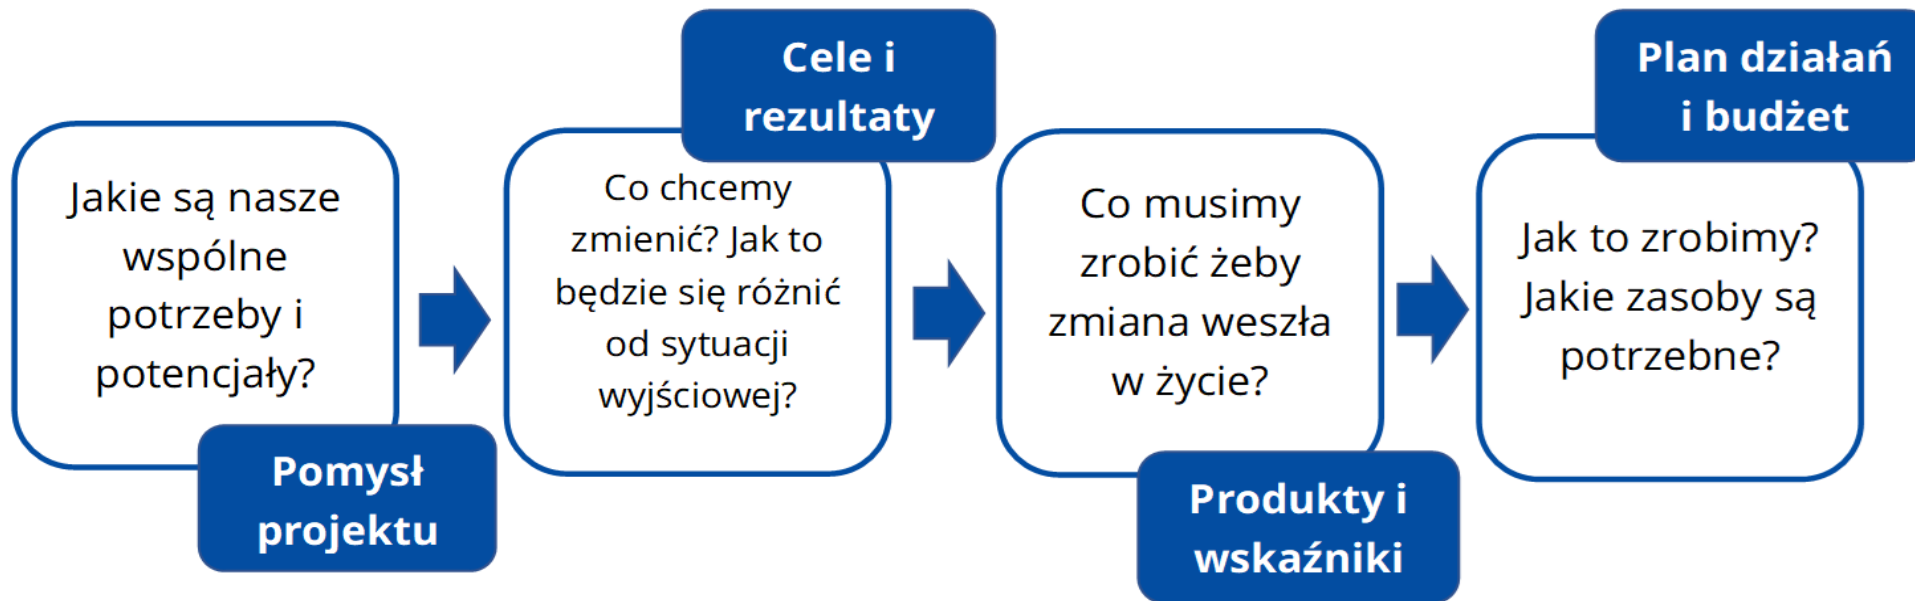 Jakie są nasze
wspólne
potrzeby i
potencjały?
Pomysł
projektu
Cele i
rezultaty
Co chcemy
zmienić? Jak to
będzie się różnić
od sytuacji
wyjściowej?
Co musimy
zrobić żeby
zmiana weszła
w życie?
Produkty i
wskaźniki
Plan działań
i budżet
Jak to zrobimy?
Jakie zasoby są
potrzebne?